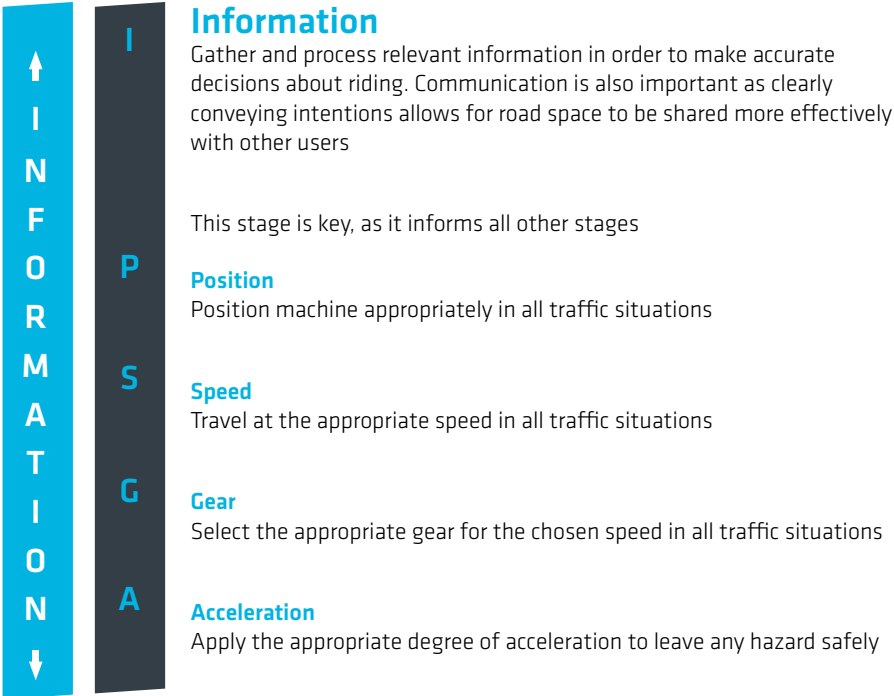 INFORMATION
I
Information
Gather and process relevant information in order to make accurate
decisions about riding. Communication is also important as clearly
conveying intentions allows for road space to be shared more effectively
with other users
This stage is key, as it informs all other stages
P
Position
Position machine appropriately in all traffic situations
S
Speed
Travel at the appropriate speed in all traffic situations
G
Gear
Select the appropriate gear for the chosen speed in all traffic situations
A
Acceleration
Apply the appropriate degree of acceleration to leave any hazard safely